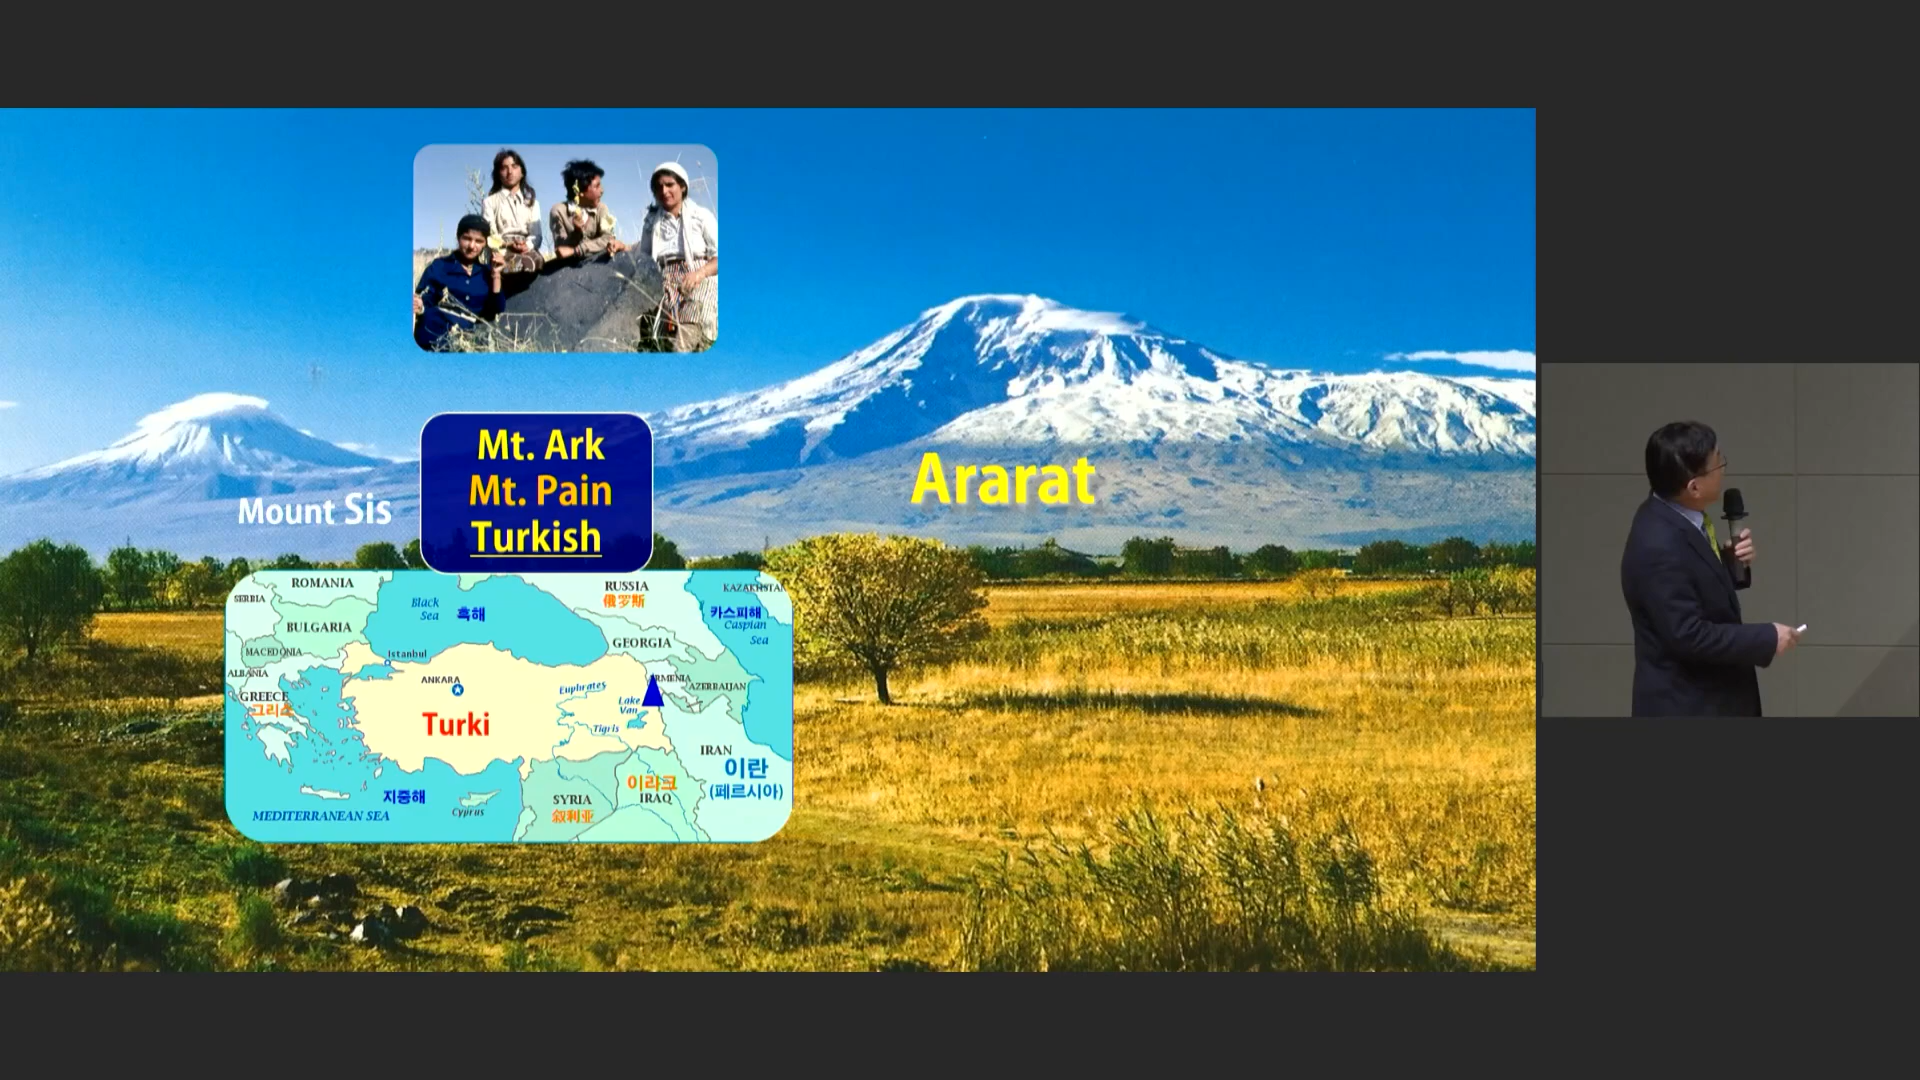 Mt. Ark
Mt. Pain
Turkish
Ararat
Mount Sis
ROMANIA
SERBIA
BULGARIA
MACEDONIA
ALBANIA
GREECE
그리스
Black
Sea
흑해
Istanbul
ANKARA
Turki
RUSSIA
俄罗斯
KAZAKHSTAN
카스피해
Caspian
Sea
GEORGIA
ARMENIA
AZERBAIJAN
Euphrates
Lake
Van
Tigris
IRAN
이란
(페르시아)
이라크
IRAQ
SYRIA
叙利亚
지중해
MEDITERRANEAN SEA
Cyprus